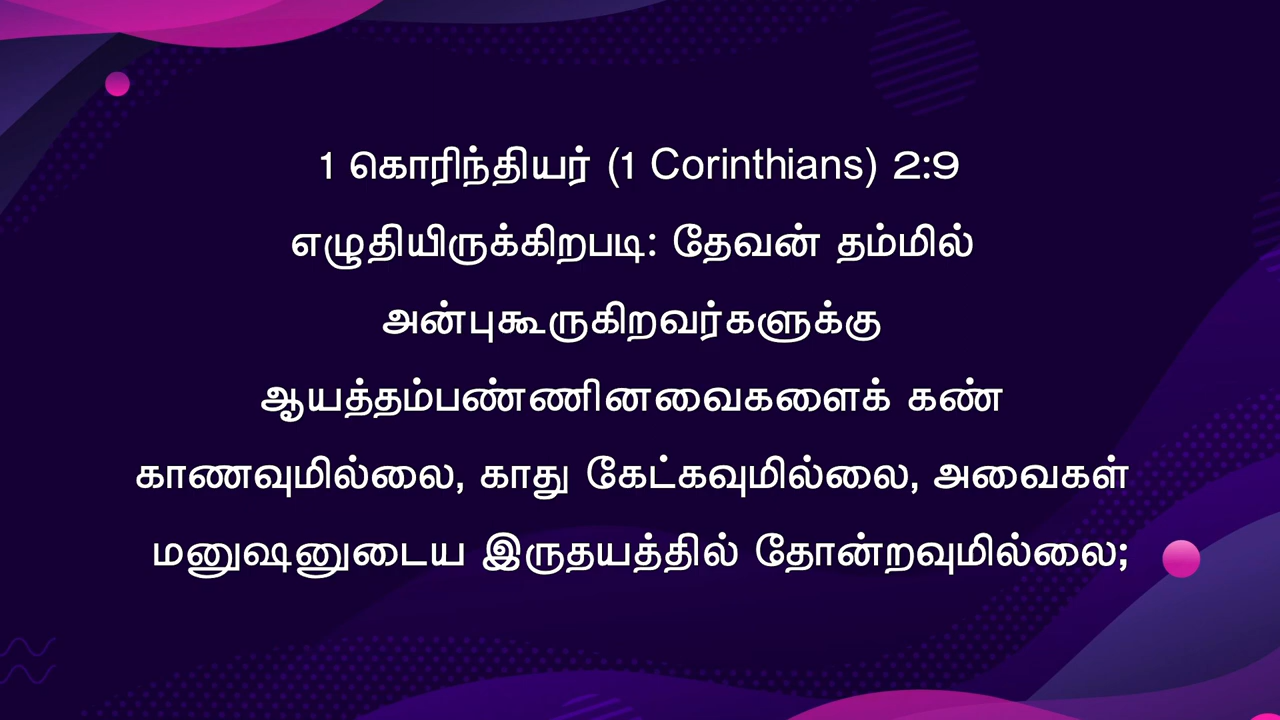 1 கொரிந்தியர் (1 Corinthians) 2:9
எழுதியிருக்கிறபடி: தேவன் தம்மில்
அன்புகூருகிறவர்களுக்கு
ஆயத்தம்பண்ணினவைகளைக் கண்
காணவுமில்லை, காது கேட்கவுமில்லை, அவைகள்
மனுஷனுடைய இருதயத்தில் தோன்றவுமில்லை;